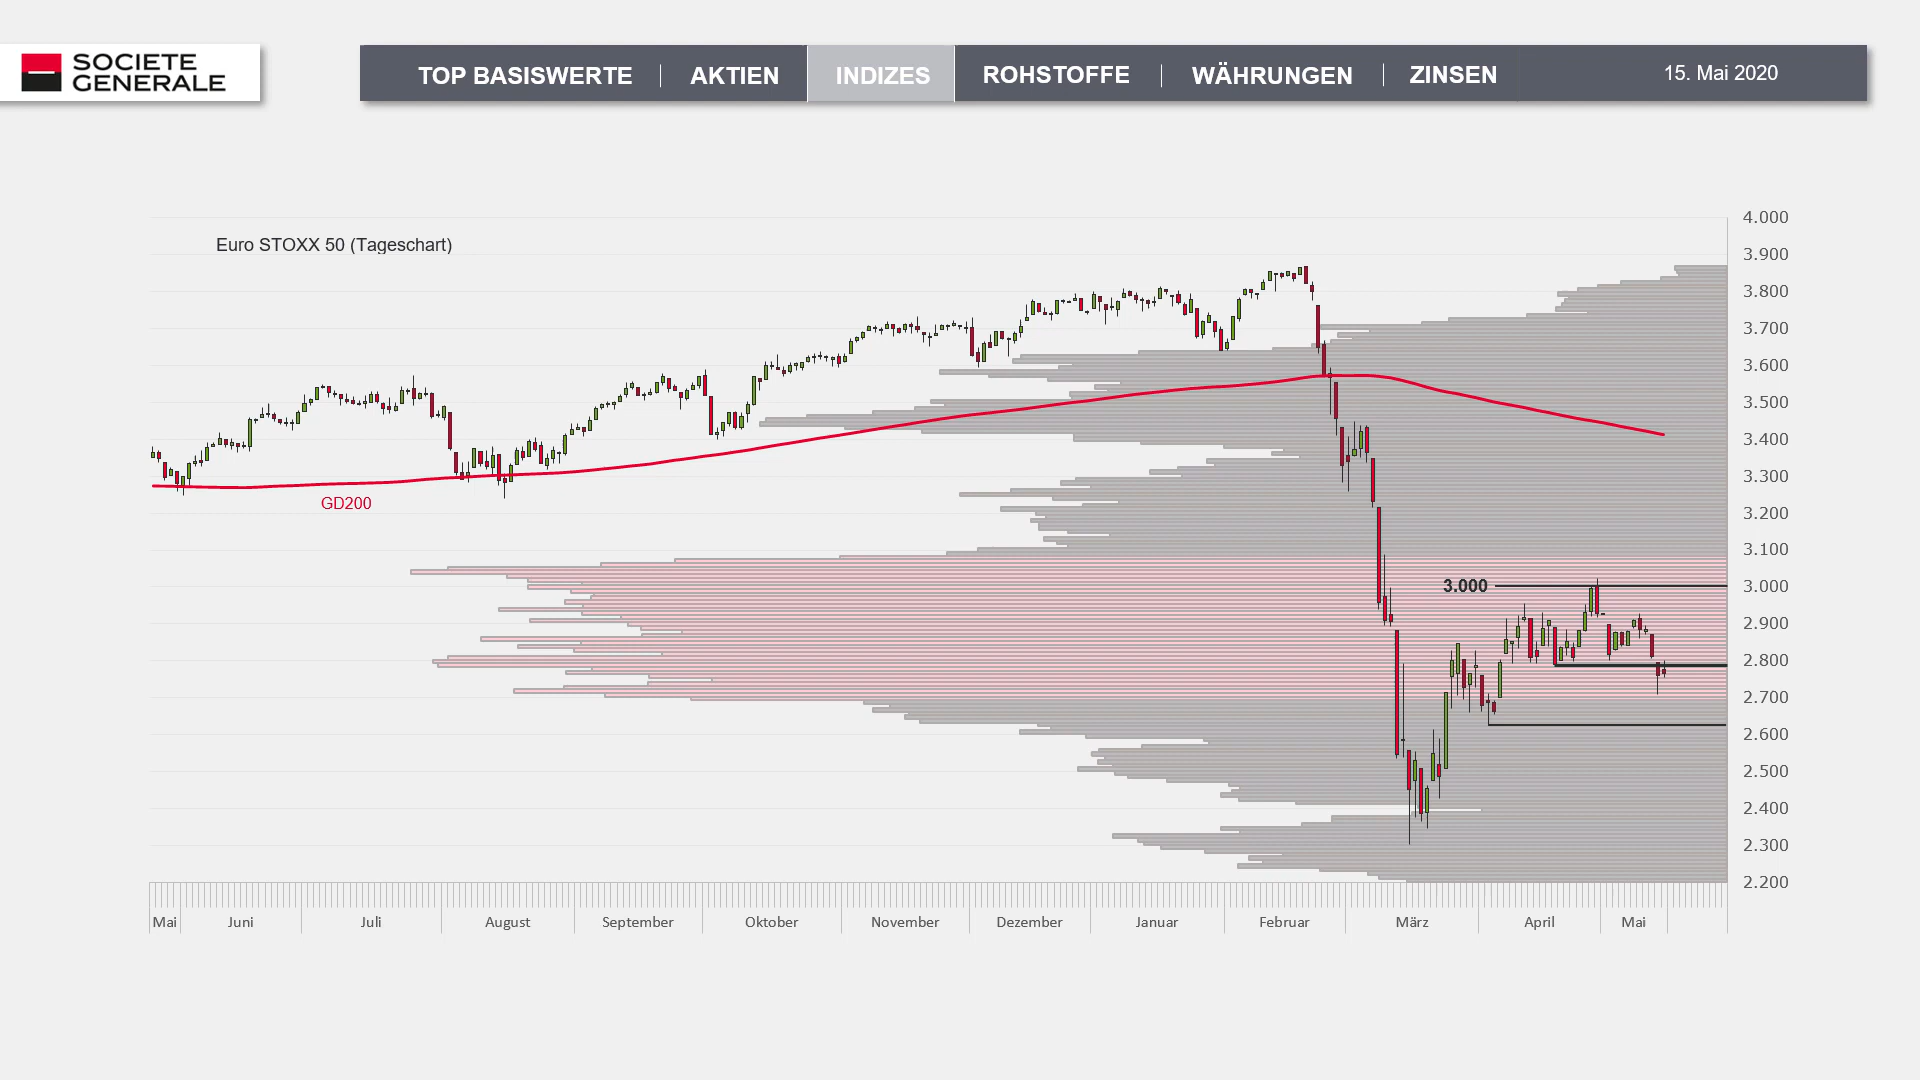 SOCIETE
GENERALE
TOP BASISWERTE
AKTIEN
INDIZES
ROHSTOFFE
WÄHRUNGEN
ZINSEN
15. Mai 2020
Euro STOXX 50 (Tageschart)
GD200
3.000
4.000
3.900
3.800
3.700
3.600
3.500
3.400
3.300
3.200
3.100
3.000
2.900
2.800
2.700
2.600
2.500
2.400
2.300
2.200
Mai
Juni
Juli
August
September
Oktober
November
Dezember
Januar
Februar
März
April
Mai